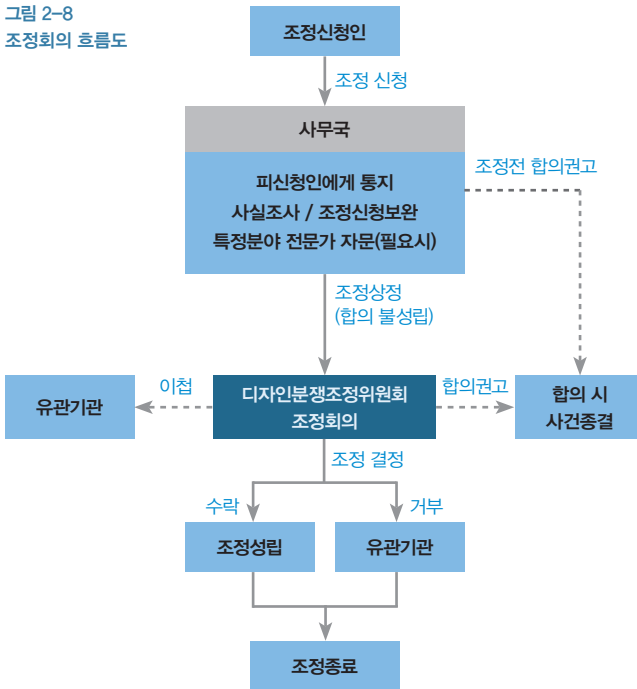 그림 2-8
조정회의 흐름도
조정신청인
조정 신청
사무국
피신청인에게 통지
사실조사 / 조정신청보완
특정분야 전문가 자문(필요시)
조정전 합의권고
조정상정
(합의 불성립)
유관기관
이첩
디자인분쟁조정위원회
조정회의
합의권고
합의 시
사건종결
조정 결정
수락
거부
조정성립
유관기관
조정종료